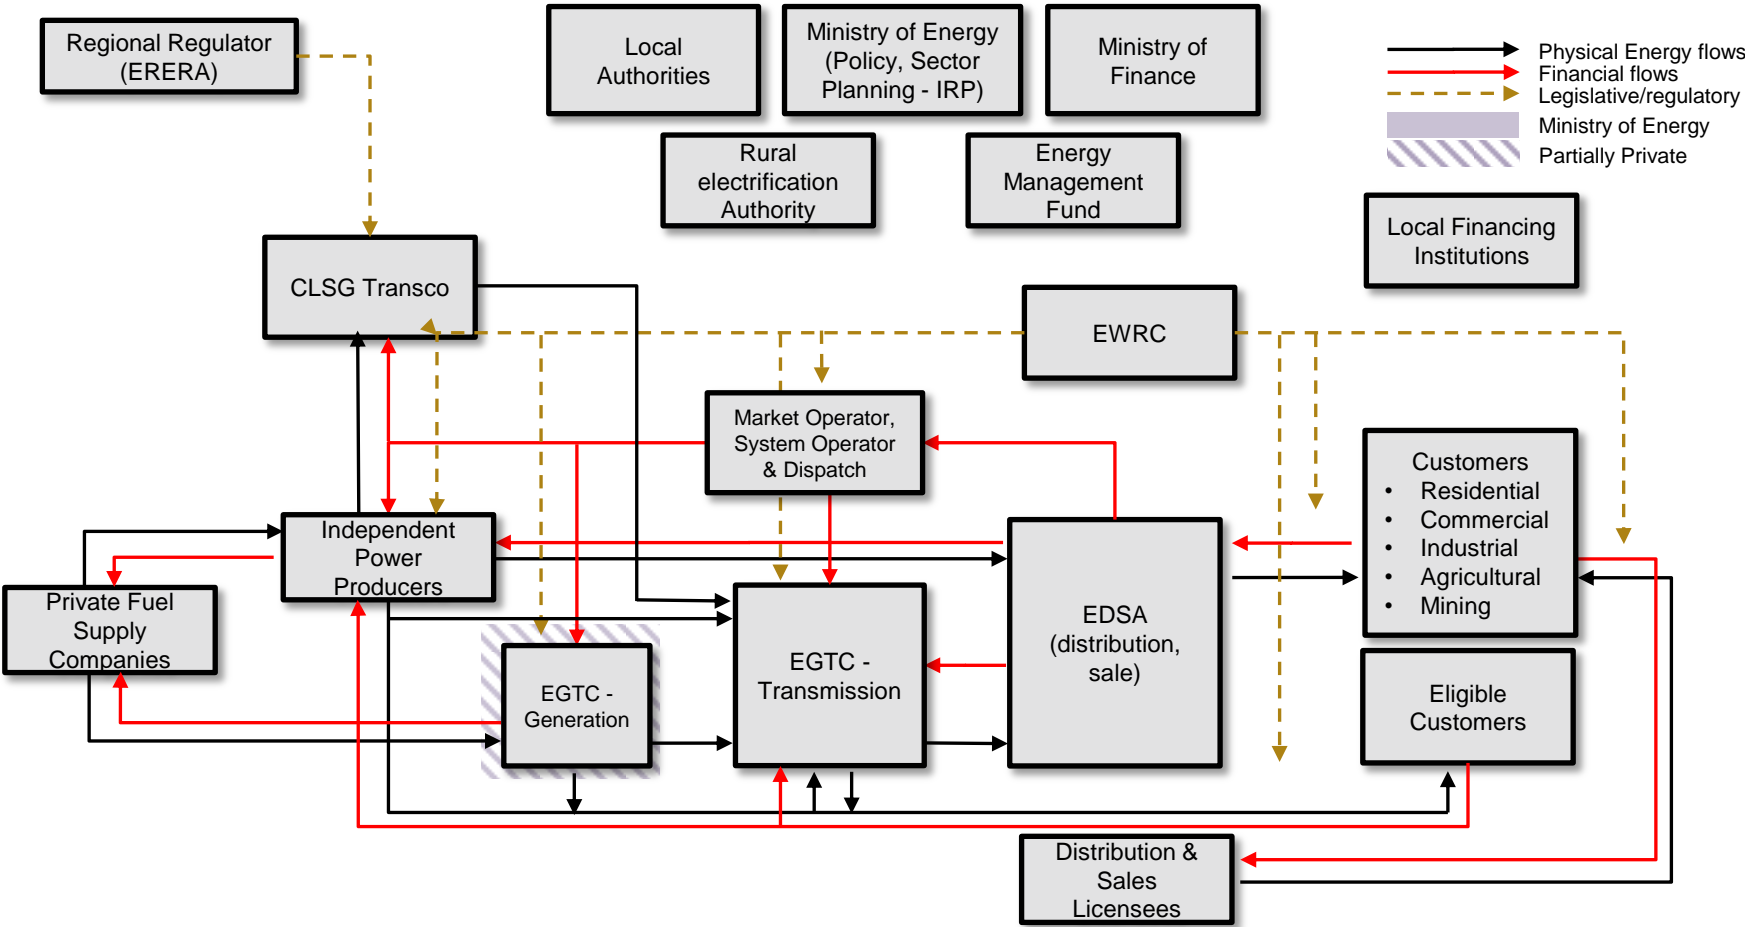 Regional Regulator
(ERERA)
Local
Authorities
Ministry of Energy
(Policy, Sector
Planning - IRP)
Ministry of
Finance
Physical Energy flows
Financial flows
Legislative/regulatory
Ministry of Energy
Partially Private
Rural
electrification
Authority
Energy
Management
Fund
Local Financing
Institutions
CLSG Transco
EWRC
Market Operator,
System Operator
& Dispatch
Customers
• Residential
• Commercial
• Industrial
• Agricultural
• Mining
Independent
Power
Producers
Private Fuel
Supply
Companies
EGTC -
Generation
EGTC -
Transmission
EDSA
(distribution,
sale)
Eligible
Customers
Distribution &
Sales
Licensees